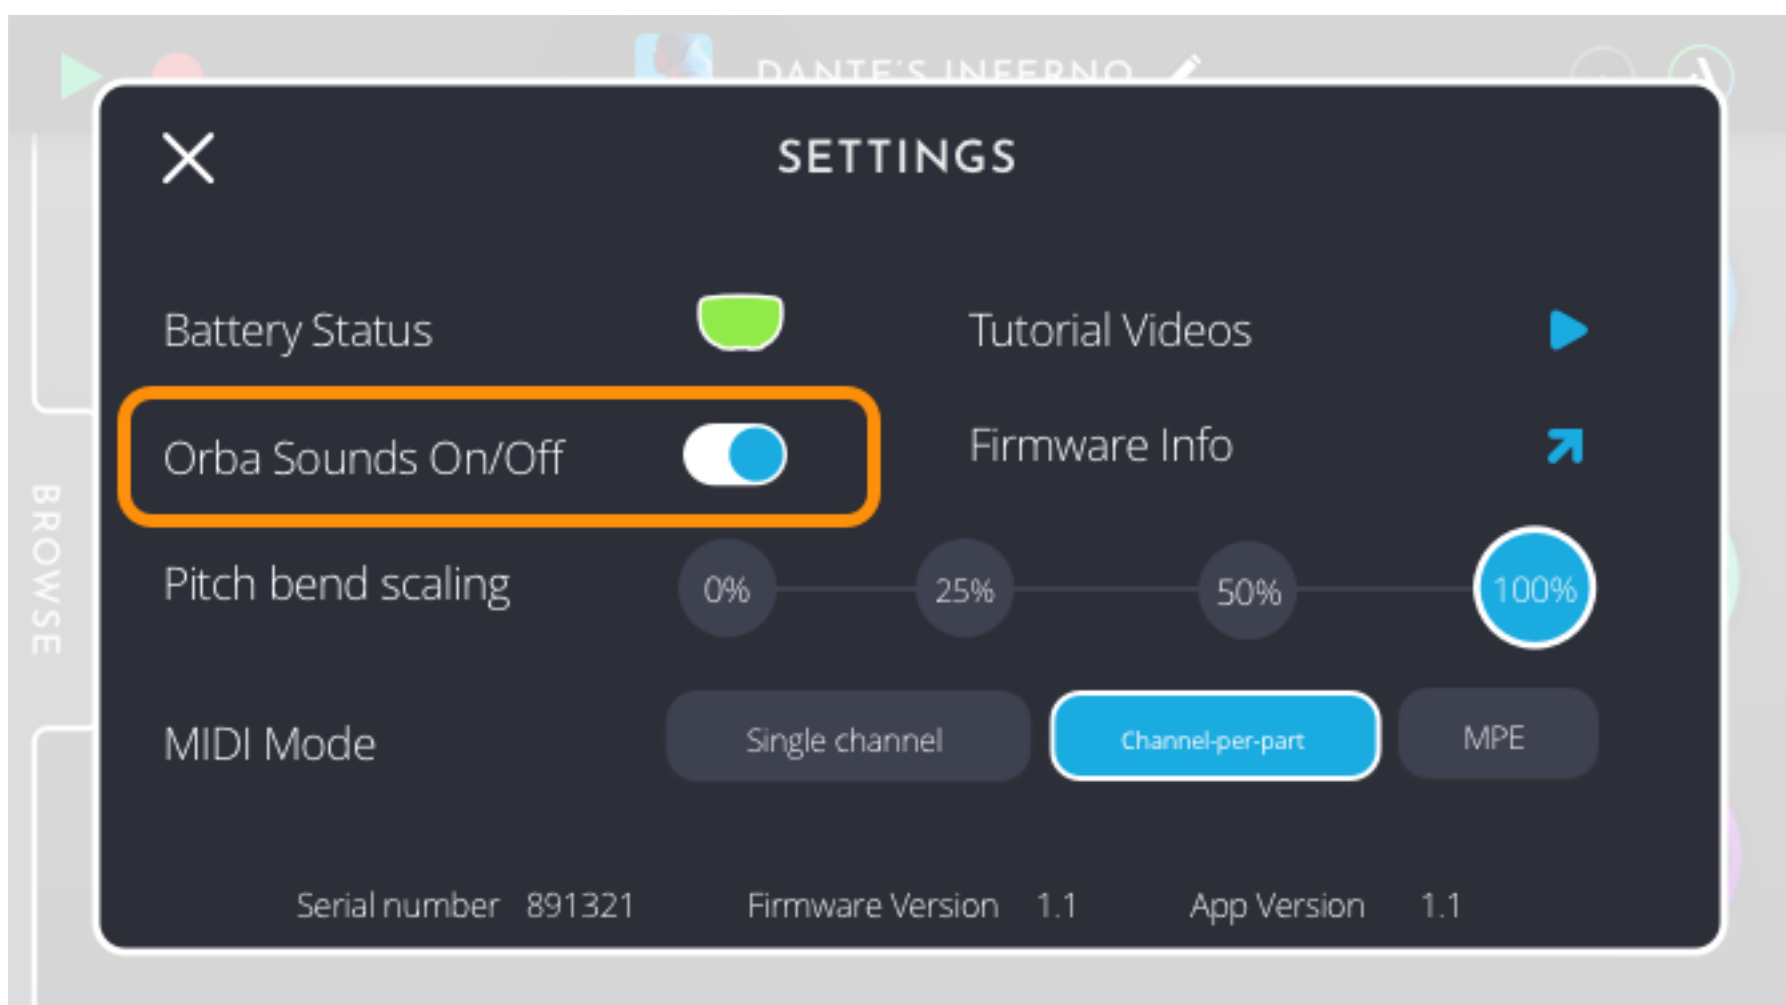 DANTE'S INFERNO
SETTINGS
Battery Status
Tutorial Videos
Orba Sounds On/Off
Firmware Info
BROWSE
Pitch bend scaling
0%
25%
50%
100%
MIDI Mode
Single channel
Channel-per-part
MPE
Serial number 891321
Firmware Version 1.1
App Version 1.1